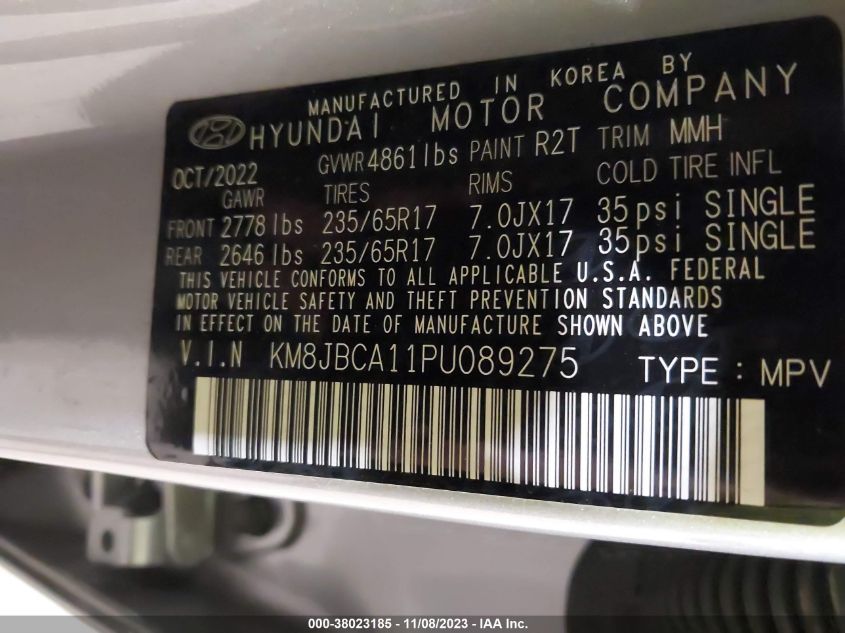 MANUFACTURED IN KOREA BY
HYUNDAI MOTOR COMPANY
OCT/2022 GVWR 4861 lbs PAINT R2T TRIM MMH
GAWR TIRES RIMS COLD TIRE INFL
FRONT 2778 lbs 235/65R17 7.0JX17 35psi SINGLE
REAR 2646 lbs 235/65R17 7.0JX17 35psi SINGLE
THIS VEHICLE CONFORMS TO ALL APPLICABLE U.S.A. FEDERAL
MOTOR VEHICLE SAFETY AND THEFT PREVENTION STANDARDS
IN EFFECT ON THE DATE OF MANUFACTURE SHOWN ABOVE
V.I.N KM8JBCA11PU089275 TYPE : MPV
000-38023185 - 11/08/2023 - IAA Inc.